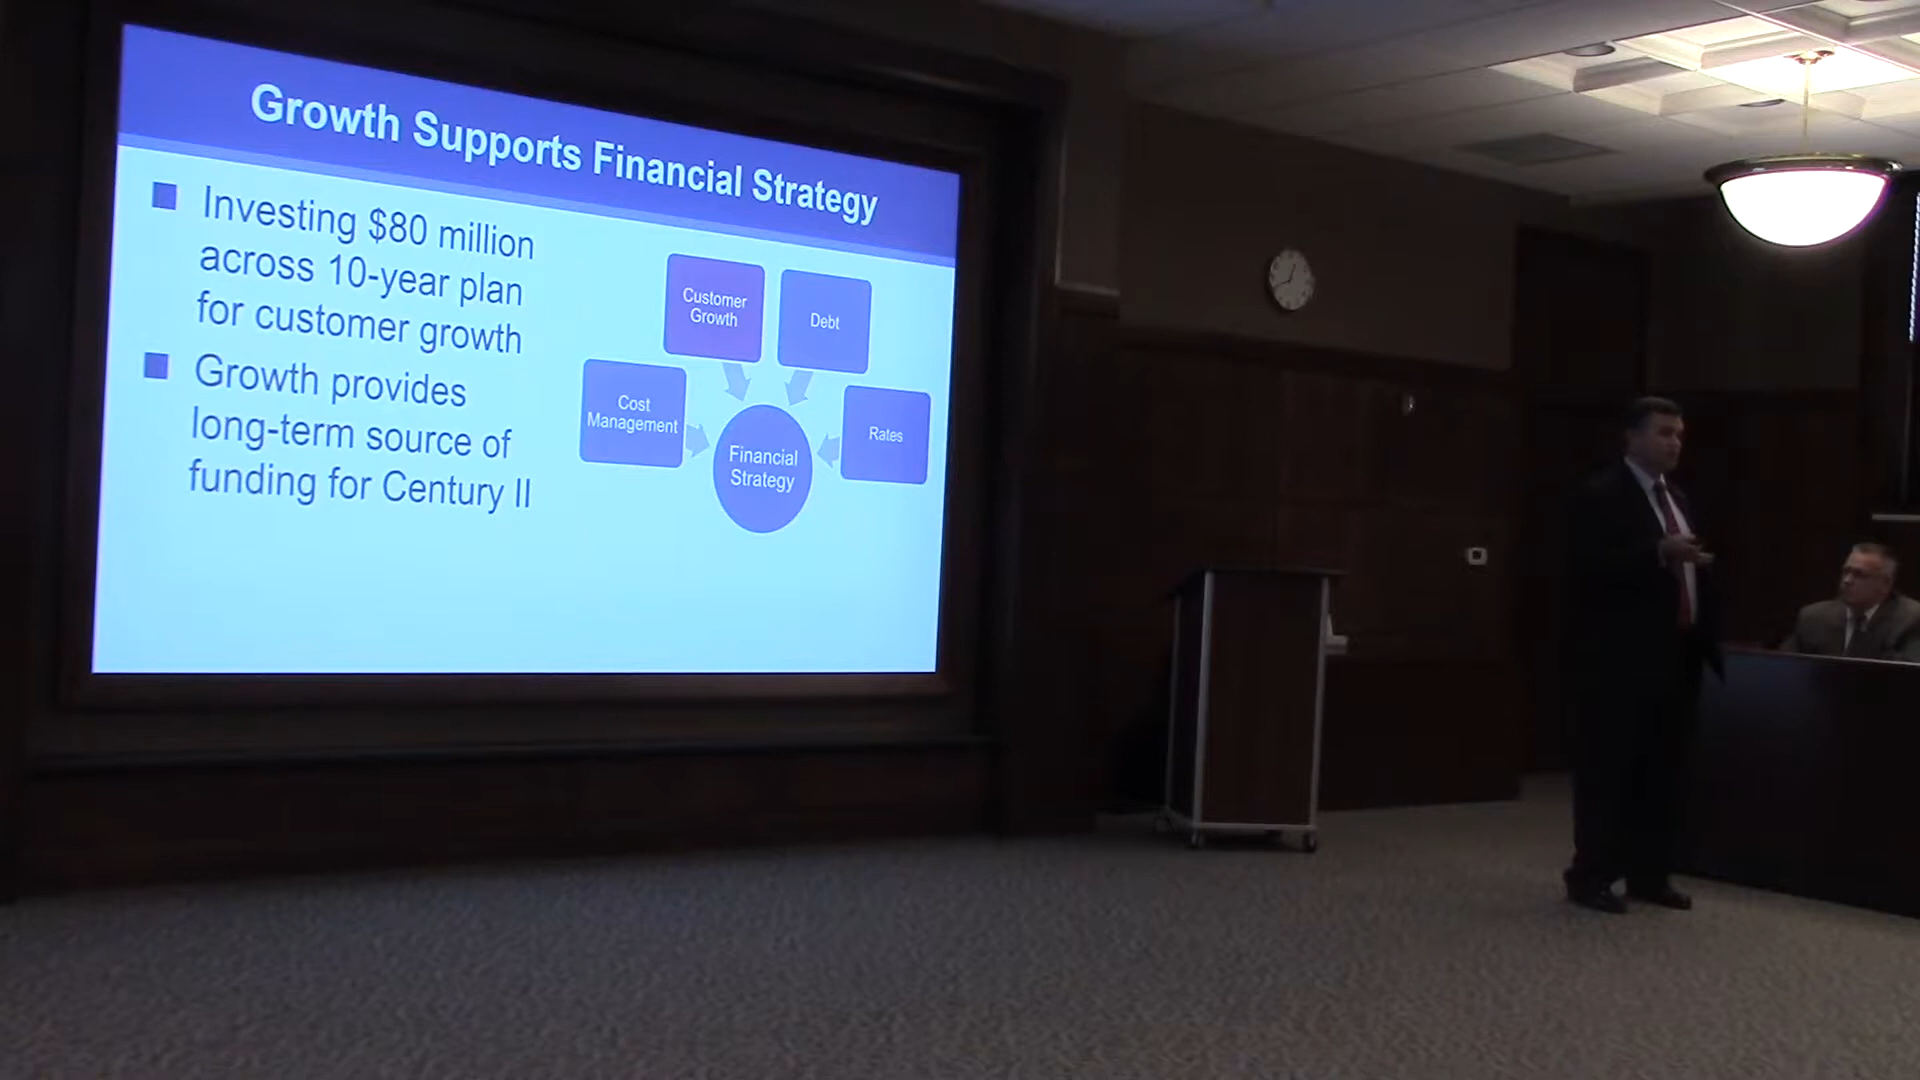 Growth Supports Financial Strategy
Investing $80 million
across 10-year plan
for customer growth
Growth provides
long-term source of
funding for Century II
Customer
Growth
Debt
Cost
Management
Rates
Financial
Strategy